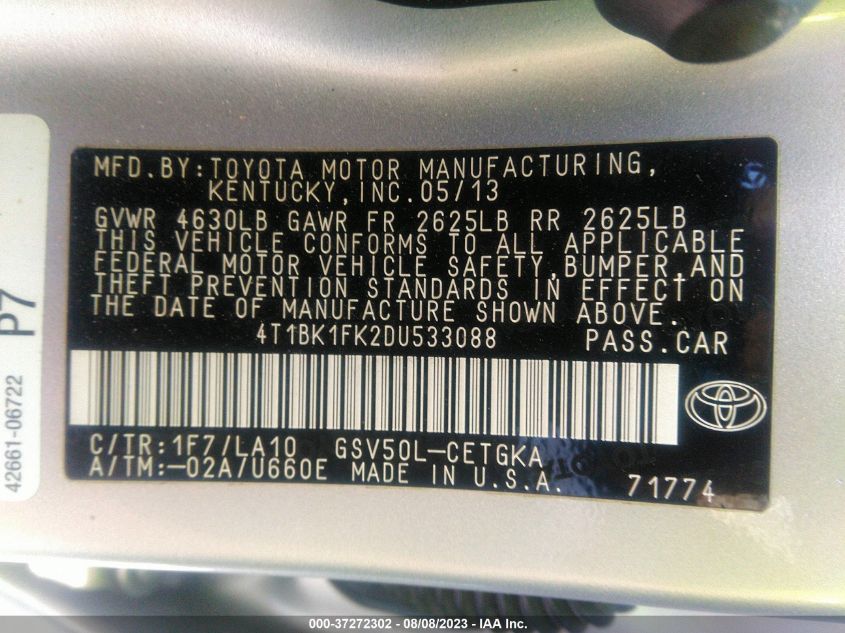 MFD.BY:TOYOTA MOTOR MANUFACTURING,
KENTUCKY,INC.05/13
GVWR 4630LB GAWR FR 2625LB RR 2625LB
THIS VEHICLE CONFORMS TO ALL APPLICABLE
FEDERAL MOTOR VEHICLE SAFETY,BUMPER,AND
THEFT PREVENTION STANDARDS IN EFFECT ON
THE DATE OF MANUFACTURE SHOWN ABOVE.
4T1BK1FK2DU533088 PASS.CAR
C/TR:1F7/LA10 GSV50L-CETGKA
A/TM:-02A/U660E MADE IN U.S.A. 71774
P7
42661-06722
000-37272302 - 08/08/2023 - IAA Inc.